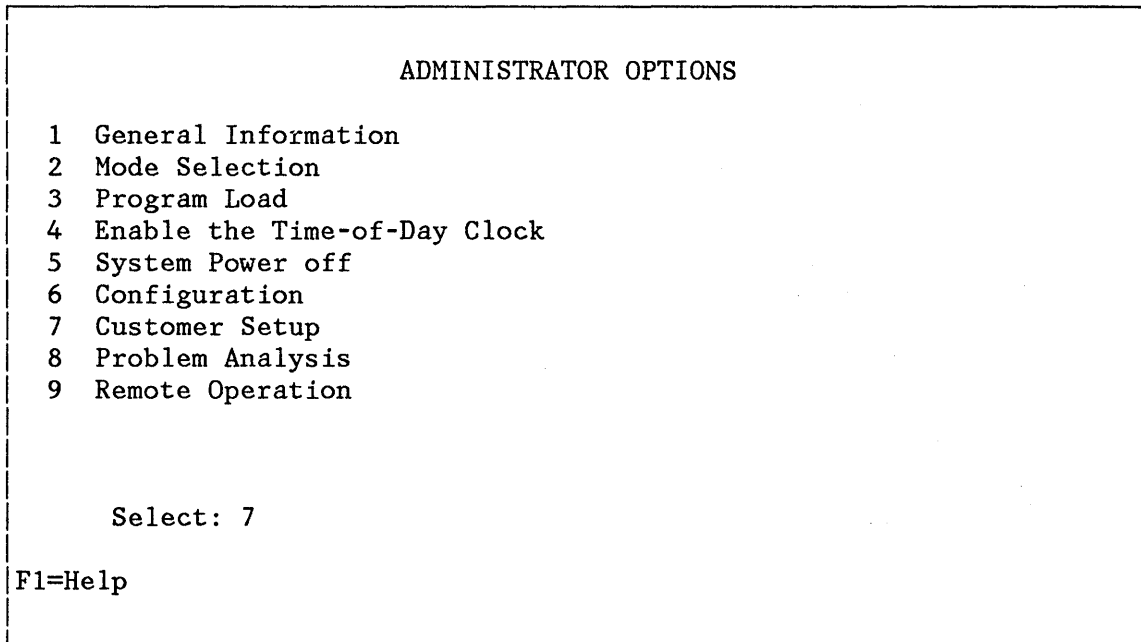 ADMINISTRATOR OPTIONS
1 General Information
2 Mode Selection
3 Program Load
4 Enable the Time-of-Day Clock
5 System Power off
6 Configuration
7 Customer Setup
8 Problem Analysis
9 Remote Operation
Select: 7
F1=Help